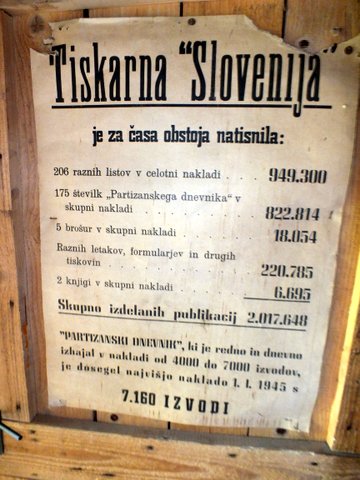 Tiskarna "Slovenija"
je za časa obstoja natisnila:
206 raznih listov v celotni nakladi . . . 949.300
175 številk „Partizanskega dnevnika“ v
skupni nakladi . . . . . . 822.814
5 brošur v skupni nakladi . . . . 18.054
Raznih letakov, formularjev in drugih
tiskovin . . . . . . . . 220.785
2 knjigi v skupni nakladi . . . . 6.695
Skupno izdelanih publikacij 2.017.648
"PARTIZANSKI DNEVNIK", ki je redno in dnevno
izhajal v nakladi od 4000 do 7000 izvodov,
je dosegel najvišjo naklado 1. 1. 1945 s
7.160 IZVODI